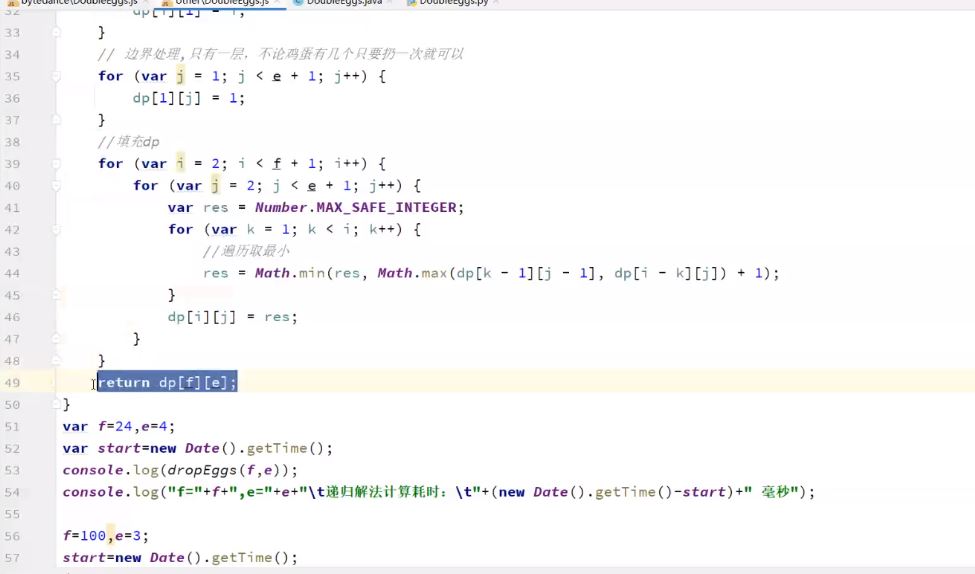 bytedance\DoubleEggs.js other\DoubleEggs.js DoubleEggs.java DoubleEggs.py
32 dp[i][1] = i;
33 }
34 // 边界处理,只有一层，不论鸡蛋有几个只要扔一次就可以
35 for (var j = 1; j < e + 1; j++) {
36 dp[1][j] = 1;
37 }
38 //填充dp
39 for (var i = 2; i < f + 1; i++) {
40 for (var j = 2; j < e + 1; j++) {
41 var res = Number.MAX_SAFE_INTEGER;
42 for (var k = 1; k < i; k++) {
43 //遍历取最小
44 res = Math.min(res, Math.max(dp[k - 1][j - 1], dp[i - k][j]) + 1);
45 }
46 dp[i][j] = res;
47 }
48 }
49 return dp[f][e];
50 }
51 var f=24,e=4;
52 var start=new Date().getTime();
53 console.log(dropEggs(f,e));
54 console.log("f="+f+",e="+e+"\t递归解法计算耗时：\t"+(new Date().getTime()-start)+" 毫秒");
55
56 f=100,e=3;
57 start=new Date().getTime();